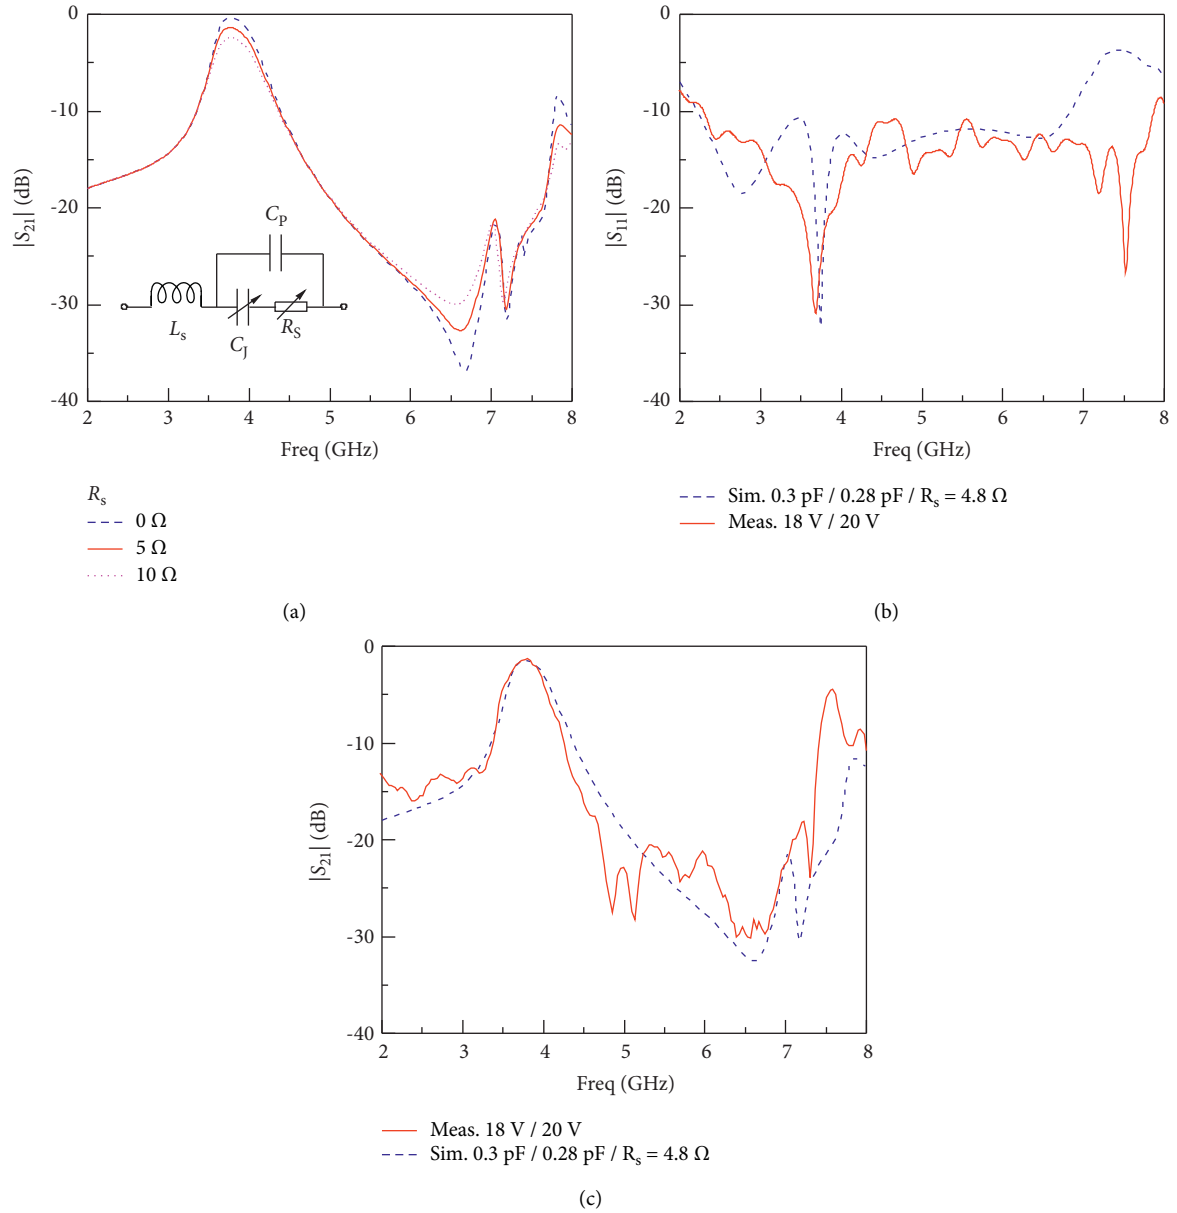 0
-10
-20
-30
-40
|S21| (dB)
2 3 4 5 6 7 8
Freq (GHz)
CP
Ls
CJ
RS
Rs
0 Ω
5 Ω
10 Ω
(a)
0
-10
-20
-30
-40
|S11| (dB)
2 3 4 5 6 7 8
Freq (GHz)
Sim. 0.3 pF / 0.28 pF / Rs = 4.8 Ω
Meas. 18 V / 20 V
(b)
0
-10
-20
-30
-40
|S21| (dB)
2 3 4 5 6 7 8
Freq (GHz)
Meas. 18 V / 20 V
Sim. 0.3 pF / 0.28 pF / Rs = 4.8 Ω
(c)